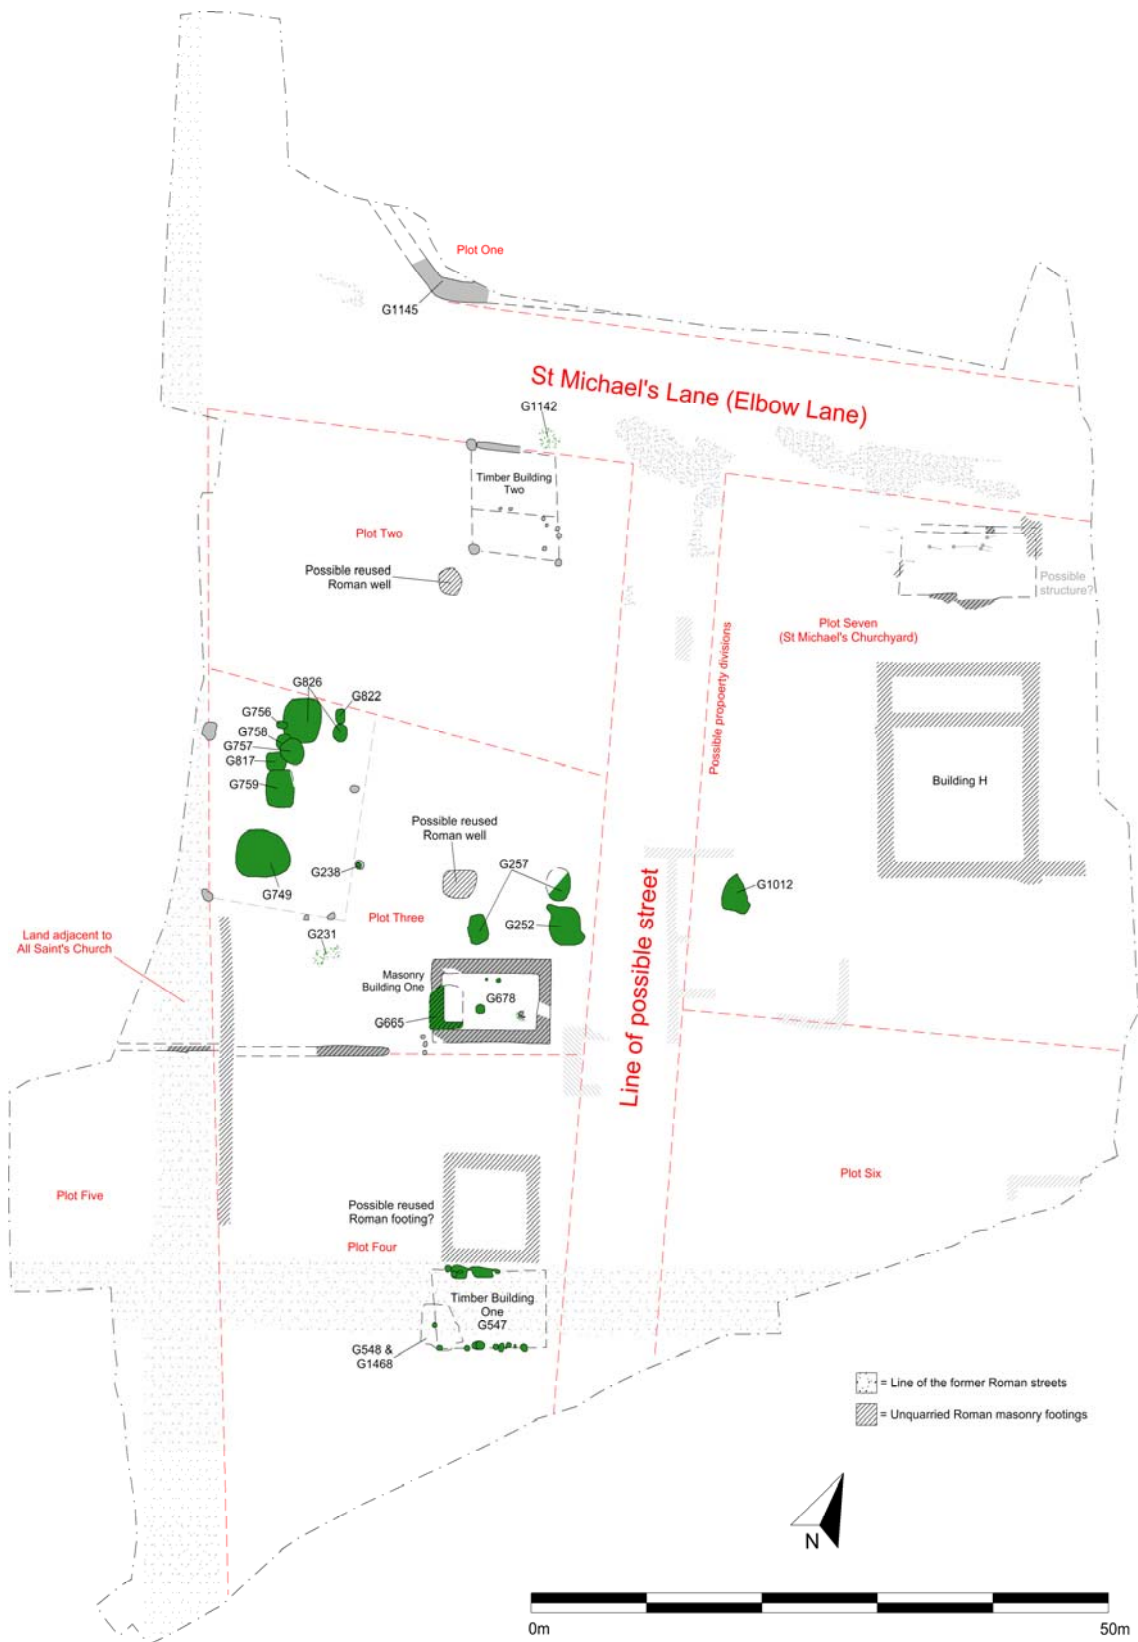 Plot One
G1145
St Michael's Lane (Elbow Lane)
G1142
Timber Building
Two
Plot Two
Possible reused
Roman well
Possible
structure?
Plot Seven
(St Michael's Churchyard)
Possible propoerty divisions
G826
G822
G756
G758
G757
G817
G759
Building H
Possible reused
Roman well
G749
G238
G257
G1012
G252
Plot Three
G231
Land adjacent to
All Saint's Church
Masonry
Building One
G678
G665
Line of possible street
Plot Five
Plot Six
Possible reused
Roman footing?
Plot Four
Timber Building
One
G547
G548 &
G1468
= Line of the former Roman streets
= Unquarried Roman masonry footings
N
0m
50m